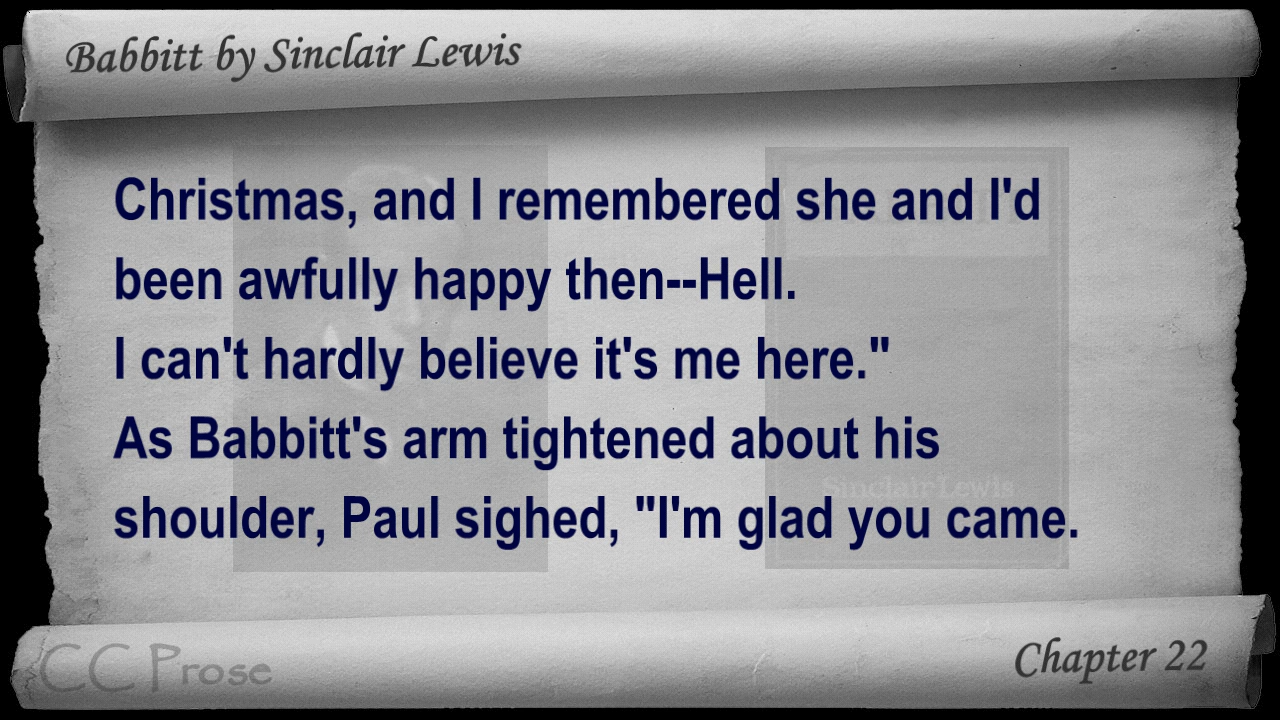 Babbitt by Sinclair Lewis
Christmas, and I remembered she and I'd
been awfully happy then--Hell.
I can't hardly believe it's me here."
As Babbitt's arm tightened about his
Sinclair Lewis
shoulder, Paul sighed, "I'm glad you came.
CC Prose
Chapter 22